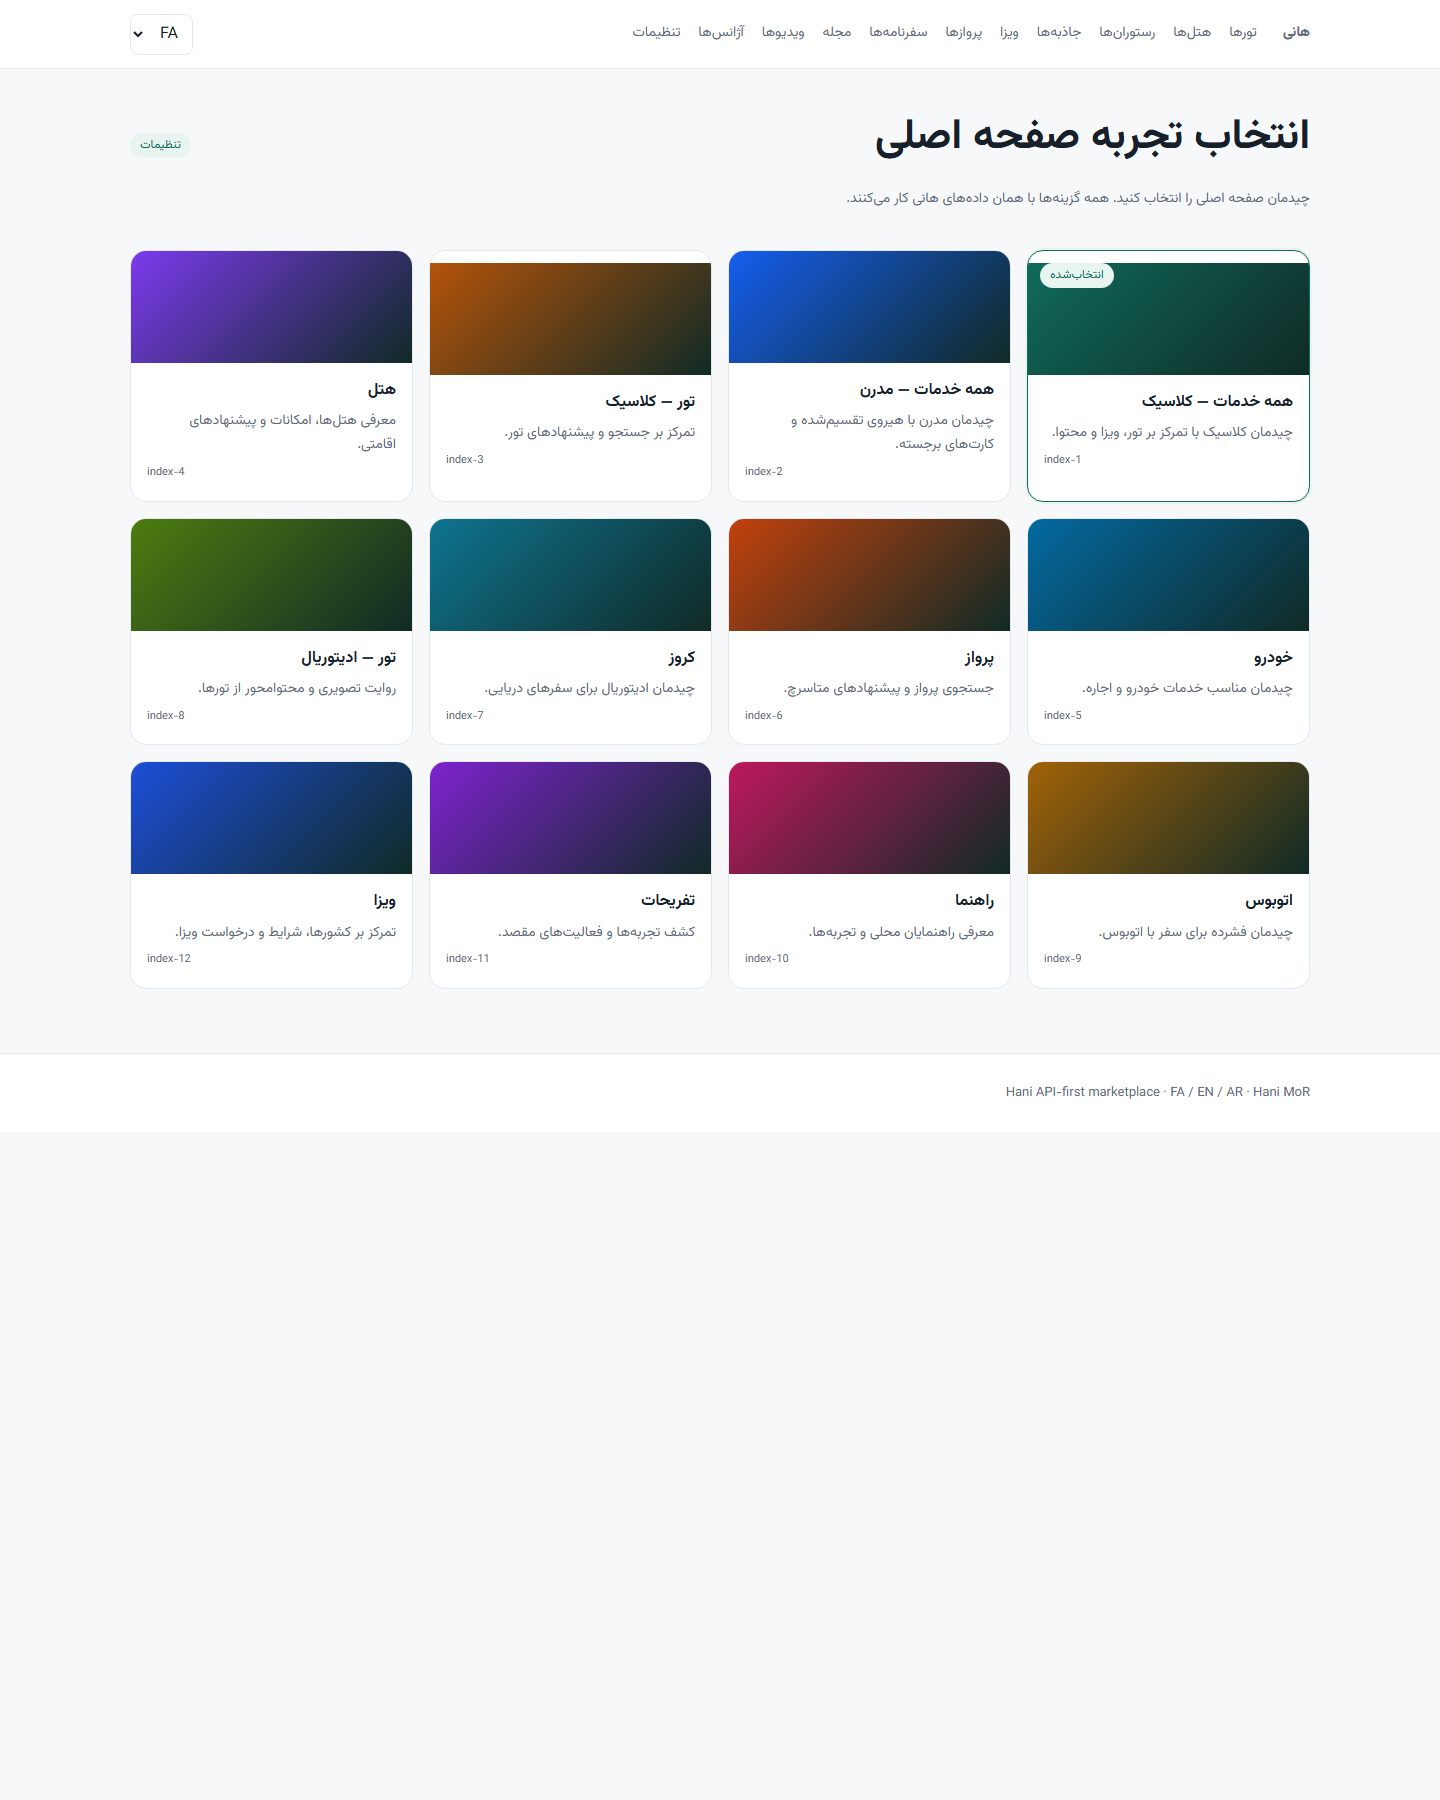 هانی
تورها
هتل‌ها
رستوران‌ها
جاذبه‌ها
ویزا
پروازها
سفرنامه‌ها
مجله
ویدیوها
آژانس‌ها
تنظیمات
FA
انتخاب تجربه صفحه اصلی
تنظیمات
چیدمان صفحه اصلی را انتخاب کنید. همه گزینه‌ها با همان داده‌های هانی کار می‌کنند.
انتخاب‌شده
همه خدمات – کلاسیک
چیدمان کلاسیک با تمرکز بر تور، ویزا و محتوا.
index-1
همه خدمات – مدرن
چیدمان مدرن با هیروی تقسیم‌شده و
کارت‌های برجسته.
index-2
تور – کلاسیک
تمرکز بر جستجو و پیشنهادهای تور.
index-3
هتل
معرفی هتل‌ها، امکانات و پیشنهادهای
اقامتی.
index-4
خودرو
چیدمان مناسب خدمات خودرو و اجاره.
index-5
پرواز
جستجوی پرواز و پیشنهادهای متاسرچ.
index-6
کروز
چیدمان ادیتوریال برای سفرهای دریایی.
index-7
تور – ادیتوریال
روایت تصویری و محتوامحور از تورها.
index-8
اتوبوس
چیدمان فشرده برای سفر با اتوبوس.
index-9
راهنما
معرفی راهنمایان محلی و تجربه‌ها.
index-10
تفریحات
کشف تجربه‌ها و فعالیت‌های مقصد.
index-11
ویزا
تمرکز بر کشورها، شرایط و درخواست ویزا.
index-12
Hani API-first marketplace · FA / EN / AR · Hani MoR